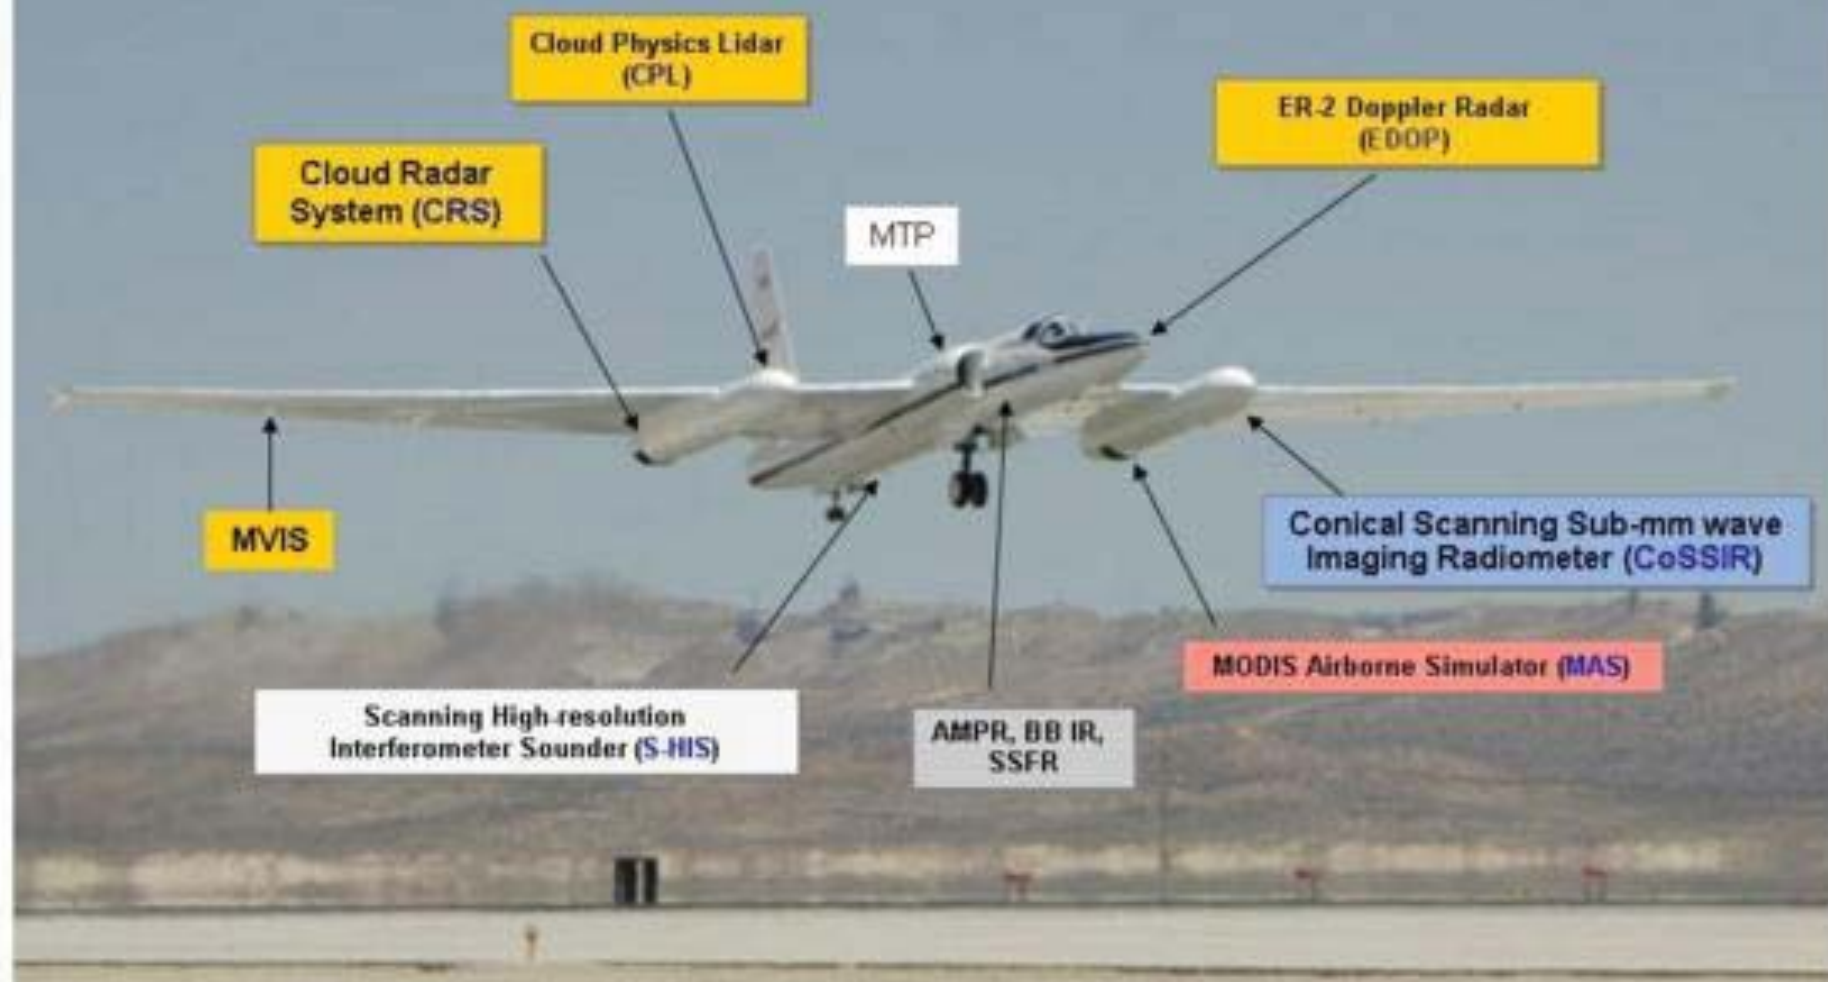 Cloud Physics Lidar
(CPL)
ER-2 Doppler Radar
(EDOP)
Cloud Radar
System (CRS)
MTP
MVIS
Conical Scanning Sub-mm wave
Imaging Radiometer (CoSSIR)
MODIS Airborne Simulator (MAS)
Scanning High-resolution
Interferometer Sounder (S-HIS)
AMPR, BB IR,
SSFR